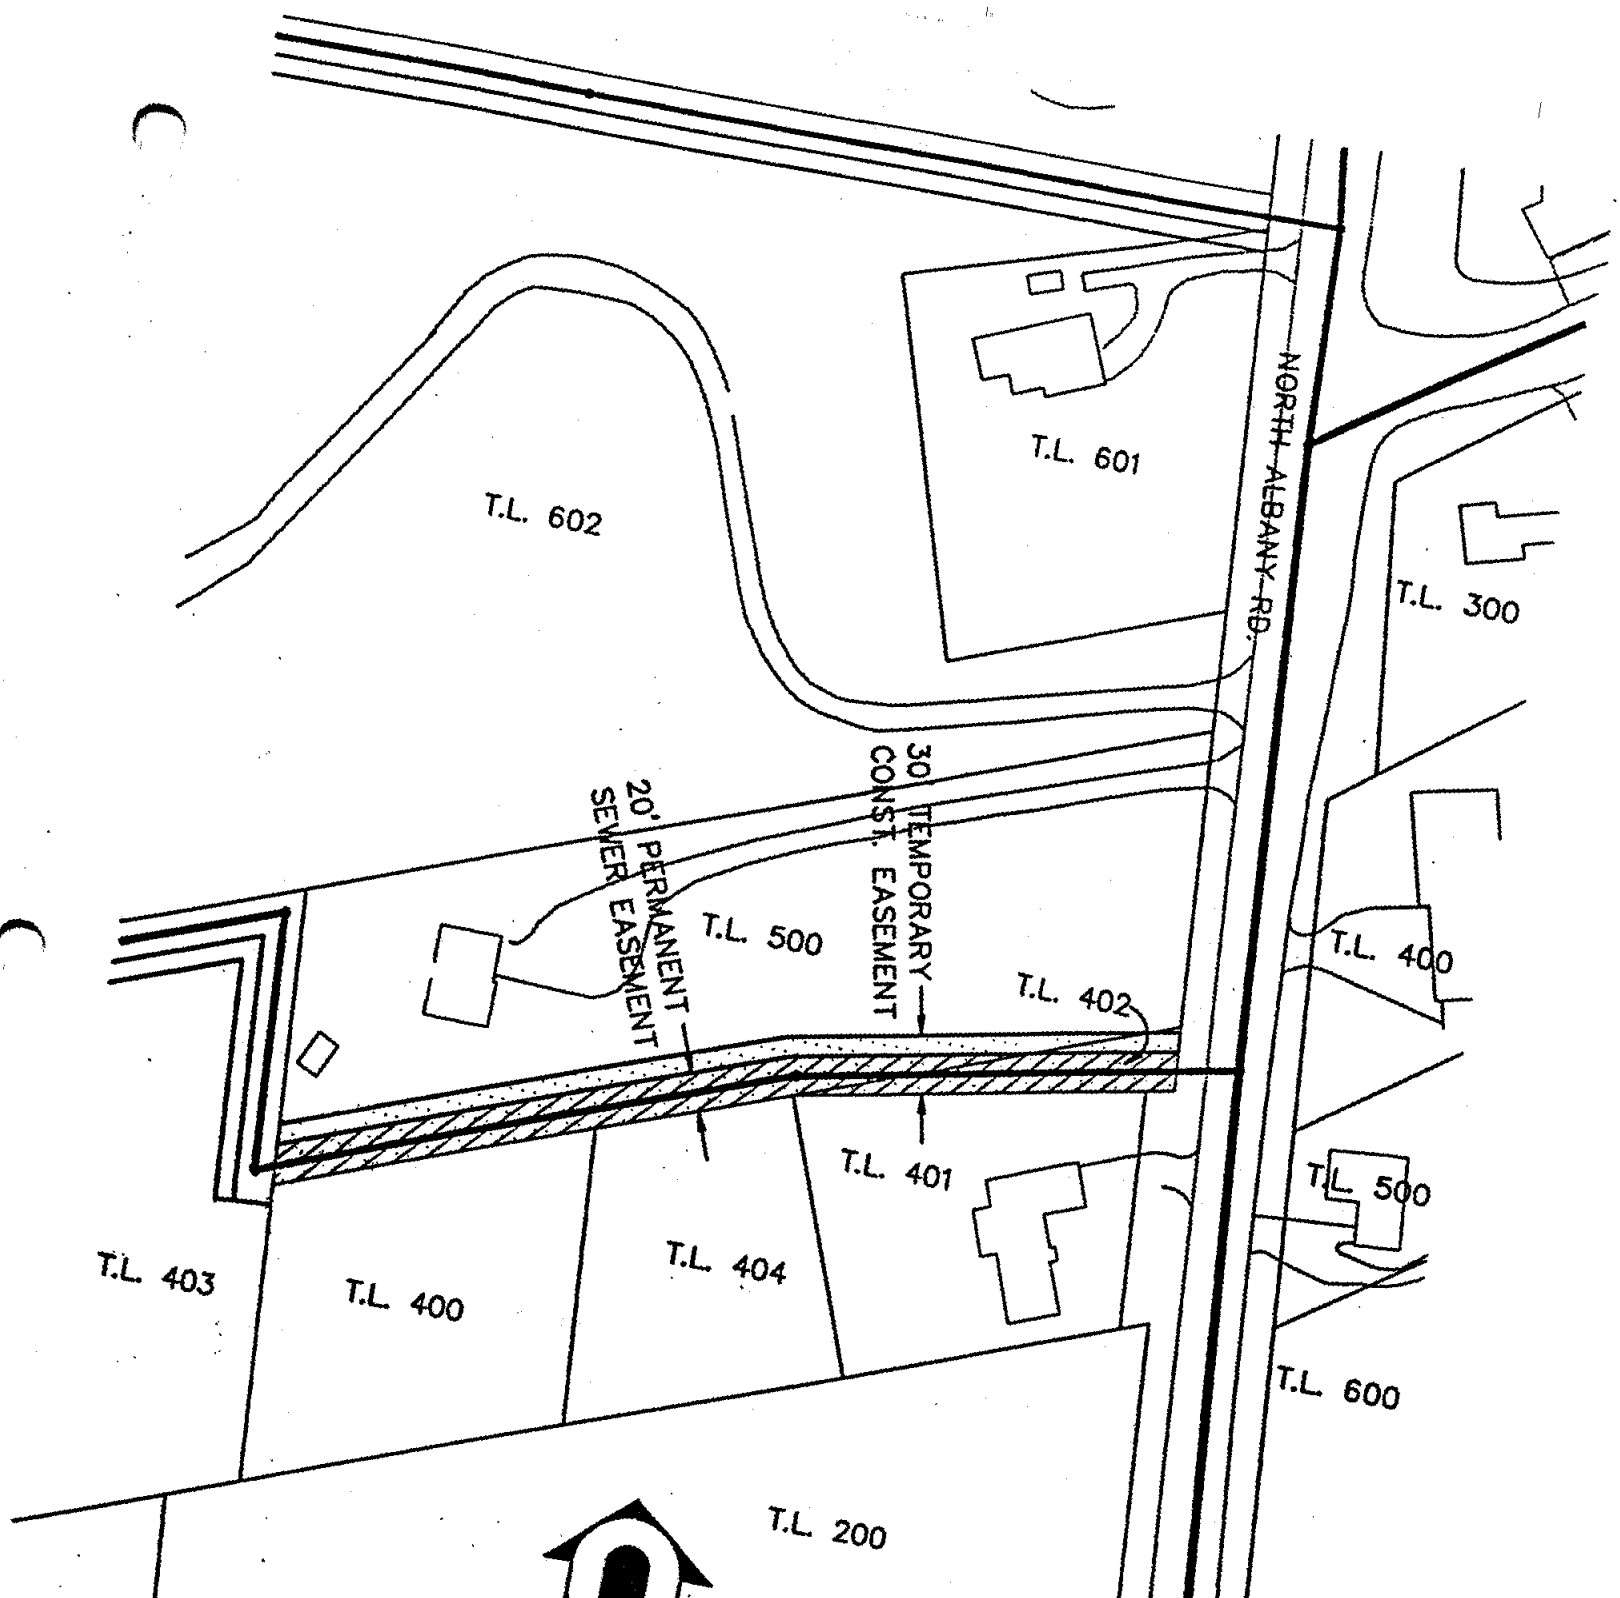 NORTH ALBANY RD.
T.L. 601
T.L. 602
T.L. 300
30' TEMPORARY
CONST. EASEMENT
20' PERMANENT
SEWER EASEMENT
T.L. 500
T.L. 400
T.L. 402
T.L. 401
T.L. 500
T.L. 404
T.L. 403
T.L. 400
T.L. 600
T.L. 200